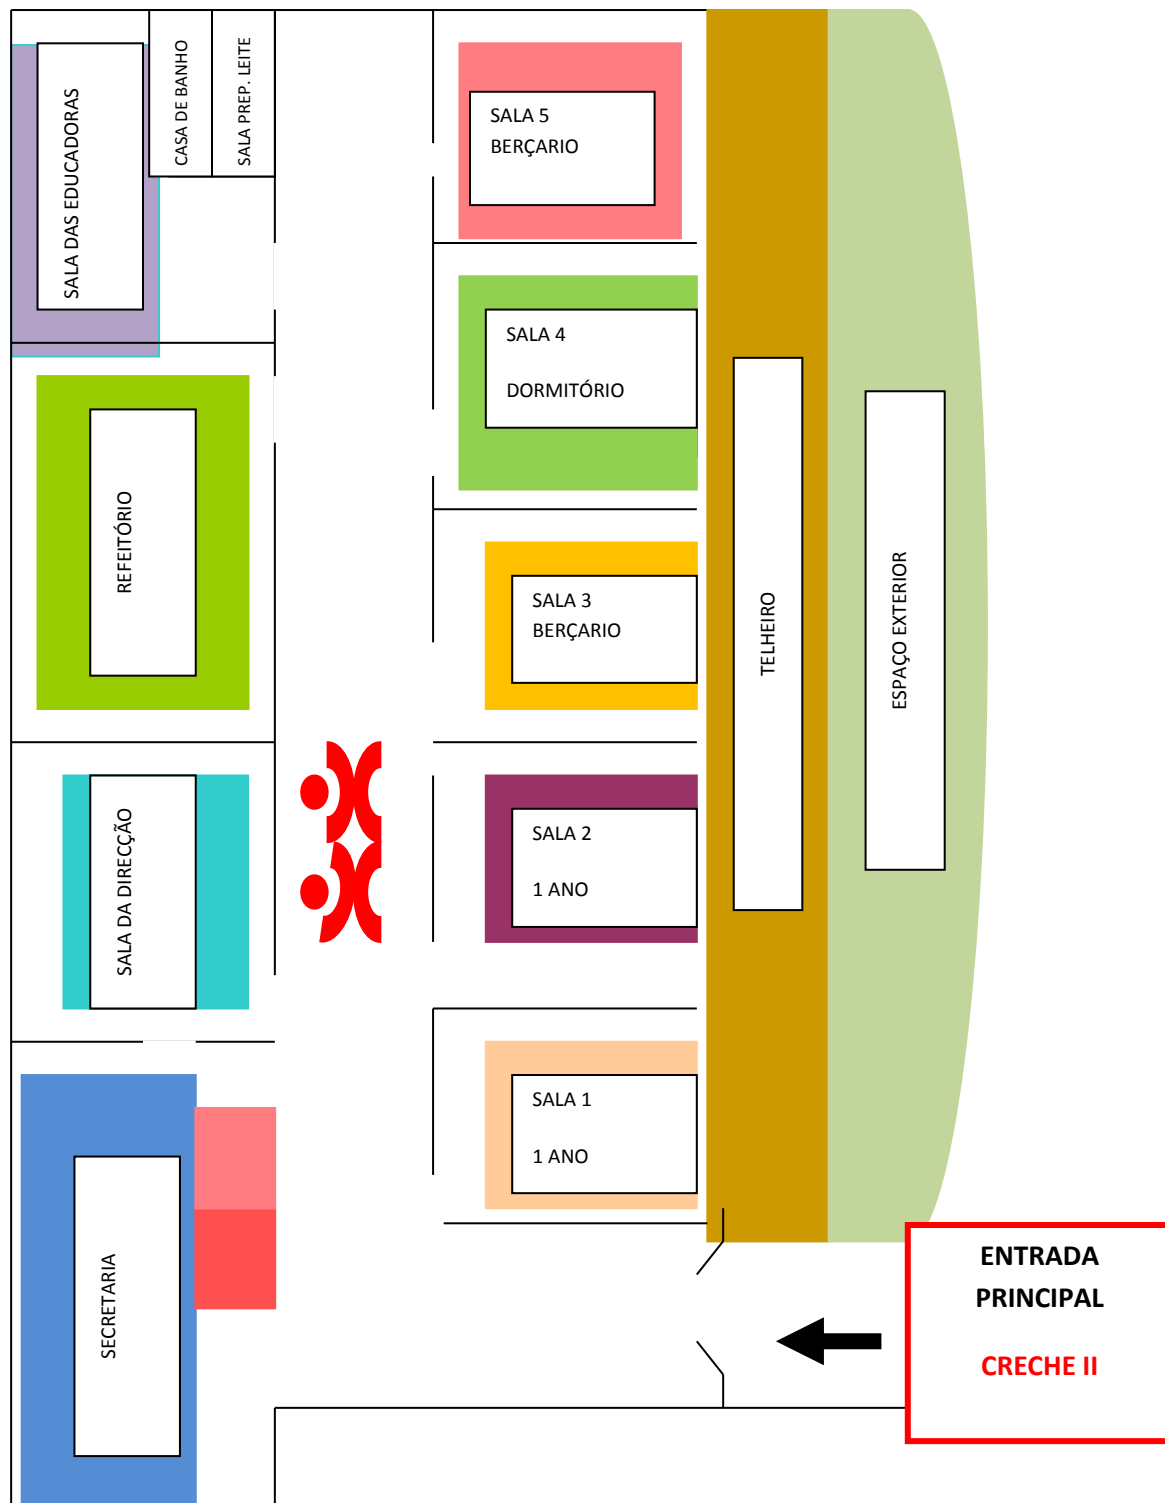 SALA DAS EDUCADORAS
CASA DE BANHO
SALA PREP. LEITE
SALA 5
BERÇARIO
SALA 4
DORMITÓRIO
REFEITÓRIO
SALA 3
BERÇARIO
TELHEIRO
ESPAÇO EXTERIOR
SALA DA DIRECÇÃO
SALA 2
1 ANO
SALA 1
1 ANO
SECRETARIA
ENTRADA
PRINCIPAL
CRECHE II